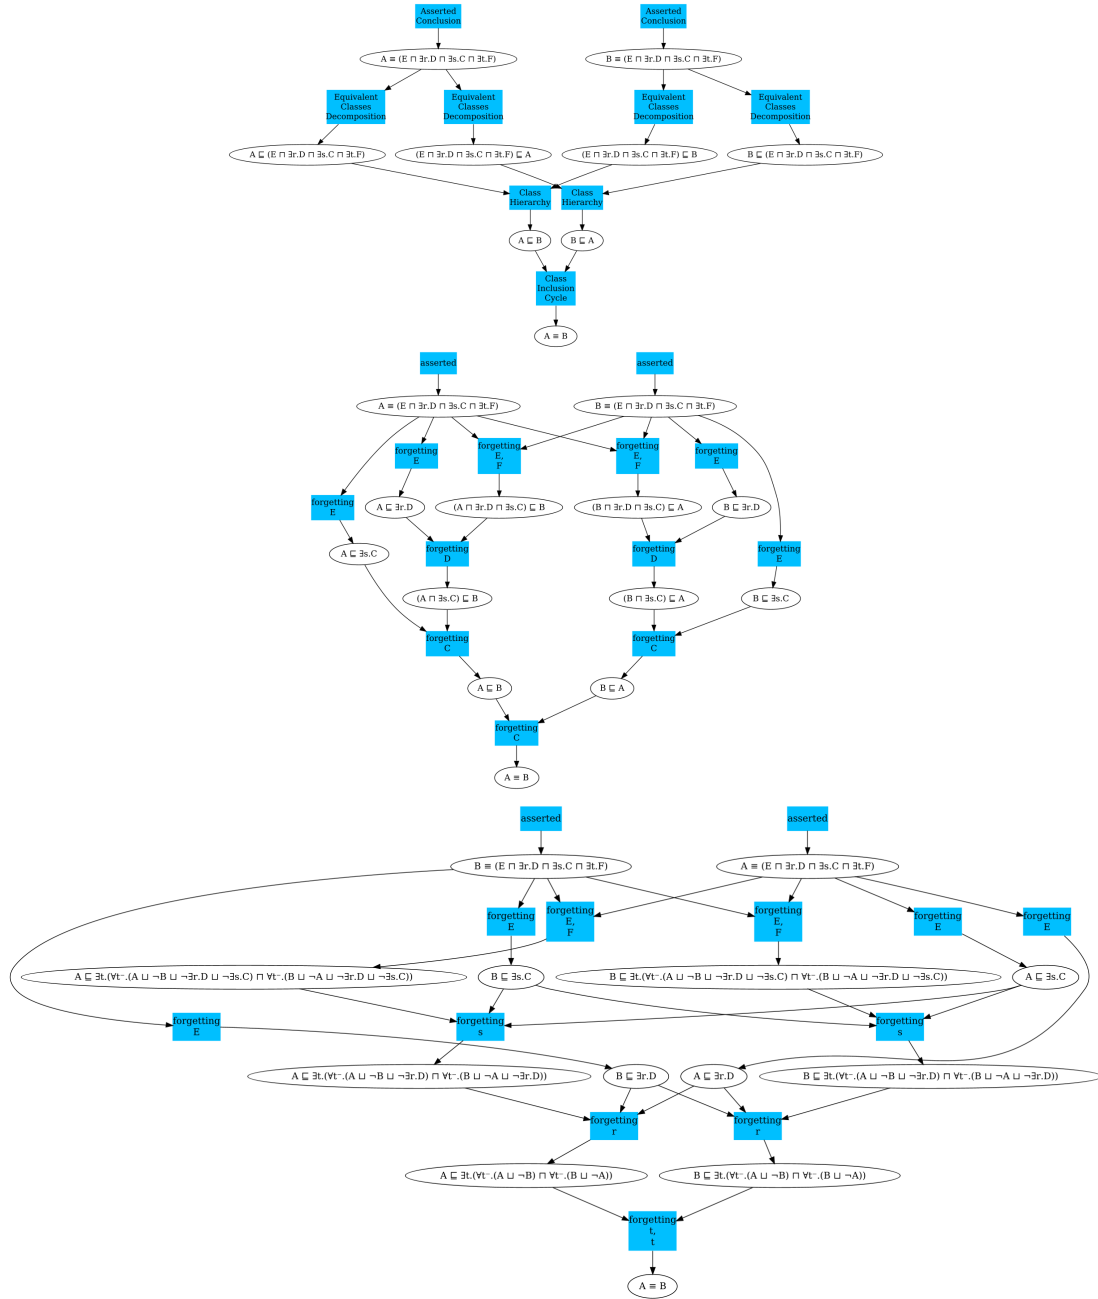 Asserted
Conclusion
Asserted
Conclusion
A ≡ (E ⊓ ∃r.D ⊓ ∃s.C ⊓ ∃t.F)
B ≡ (E ⊓ ∃r.D ⊓ ∃s.C ⊓ ∃t.F)
Equivalent
Classes
Decomposition
Equivalent
Classes
Decomposition
Equivalent
Classes
Decomposition
Equivalent
Classes
Decomposition
A ⊑ (E ⊓ ∃r.D ⊓ ∃s.C ⊓ ∃t.F)
(E ⊓ ∃r.D ⊓ ∃s.C ⊓ ∃t.F) ⊑ A
(E ⊓ ∃r.D ⊓ ∃s.C ⊓ ∃t.F) ⊑ B
B ⊑ (E ⊓ ∃r.D ⊓ ∃s.C ⊓ ∃t.F)
Class
Hierarchy
Class
Hierarchy
A ⊑ B
B ⊑ A
Class
Inclusion
Cycle
A ≡ B
asserted
asserted
A ≡ (E ⊓ ∃r.D ⊓ ∃s.C ⊓ ∃t.F)
B ≡ (E ⊓ ∃r.D ⊓ ∃s.C ⊓ ∃t.F)
forgetting
E
forgetting
E,
F
forgetting
E,
F
forgetting
E
forgetting
E
A ⊑ ∃r.D
(A ⊓ ∃r.D ⊓ ∃s.C) ⊑ B
(B ⊓ ∃r.D ⊓ ∃s.C) ⊑ A
B ⊑ ∃r.D
A ⊑ ∃s.C
forgetting
D
forgetting
D
forgetting
E
(A ⊓ ∃s.C) ⊑ B
(B ⊓ ∃s.C) ⊑ A
B ⊑ ∃s.C
forgetting
C
forgetting
C
A ⊑ B
B ⊑ A
forgetting
C
A ≡ B
asserted
asserted
B ≡ (E ⊓ ∃r.D ⊓ ∃s.C ⊓ ∃t.F)
A ≡ (E ⊓ ∃r.D ⊓ ∃s.C ⊓ ∃t.F)
forgetting
E
forgetting
E,
F
forgetting
E,
F
forgetting
E
forgetting
E
A ⊑ ∃t.(∀t⁻.(A ⊔ ¬B ⊔ ¬∃r.D ⊔ ¬∃s.C) ⊓ ∀t⁻.(B ⊔ ¬A ⊔ ¬∃r.D ⊔ ¬∃s.C))
B ⊑ ∃s.C
B ⊑ ∃t.(∀t⁻.(A ⊔ ¬B ⊔ ¬∃r.D ⊔ ¬∃s.C) ⊓ ∀t⁻.(B ⊔ ¬A ⊔ ¬∃r.D ⊔ ¬∃s.C))
A ⊑ ∃s.C
forgetting
E
forgetting
s
forgetting
s
A ⊑ ∃t.(∀t⁻.(A ⊔ ¬B ⊔ ¬∃r.D) ⊓ ∀t⁻.(B ⊔ ¬A ⊔ ¬∃r.D))
B ⊑ ∃r.D
A ⊑ ∃r.D
B ⊑ ∃t.(∀t⁻.(A ⊔ ¬B ⊔ ¬∃r.D) ⊓ ∀t⁻.(B ⊔ ¬A ⊔ ¬∃r.D))
forgetting
r
forgetting
r
A ⊑ ∃t.(∀t⁻.(A ⊔ ¬B) ⊓ ∀t⁻.(B ⊔ ¬A))
B ⊑ ∃t.(∀t⁻.(A ⊔ ¬B) ⊓ ∀t⁻.(B ⊔ ¬A))
forgetting
t,
t
A ≡ B